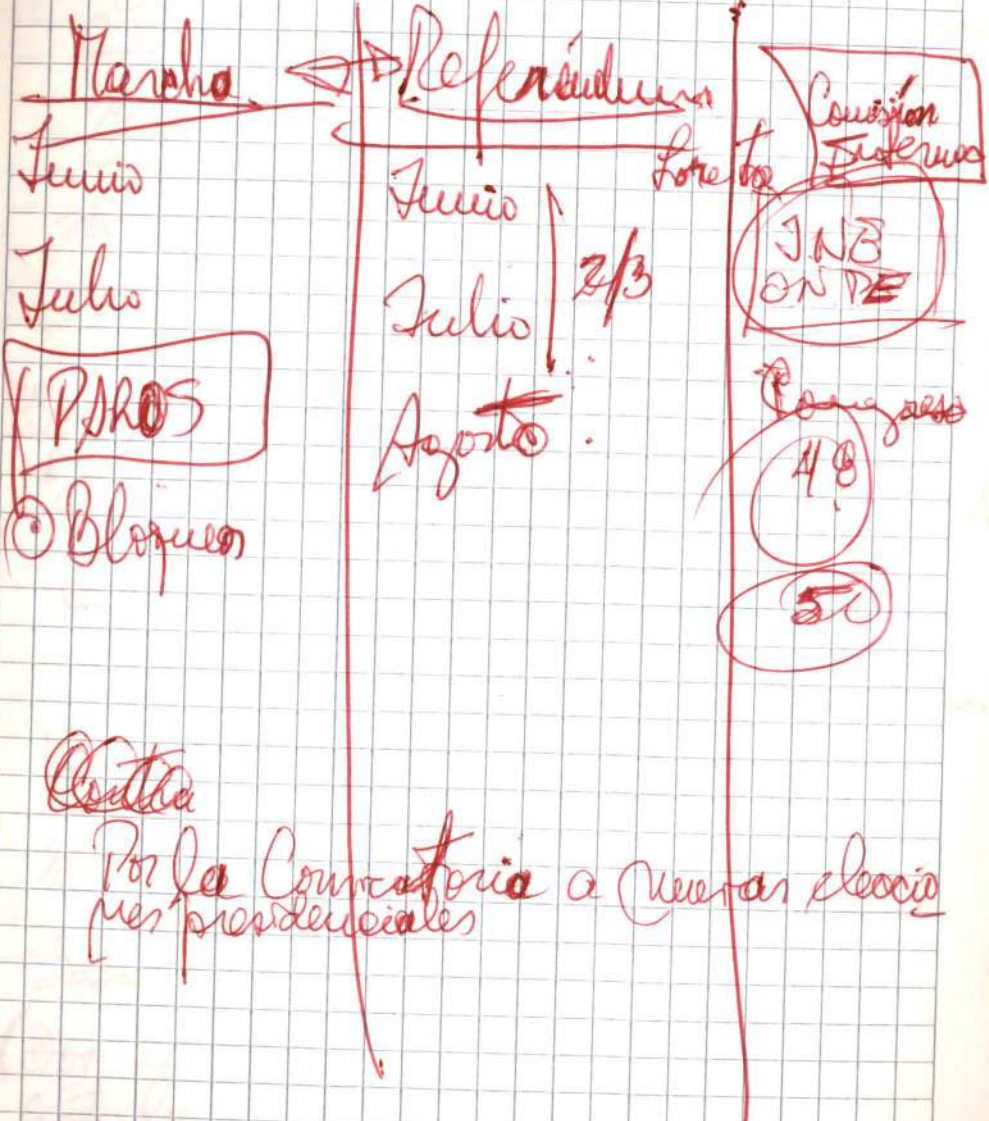 Marcha
Junio
Julio
PAROS
Bloqueos
Referéndum
Loreto
Junio
Julio
2/3
Agosto
Comisión
JNE
ONPE
Congreso
48
50
Contra
Por la Convocatoria a nuevas eleccio
nes presidenciales